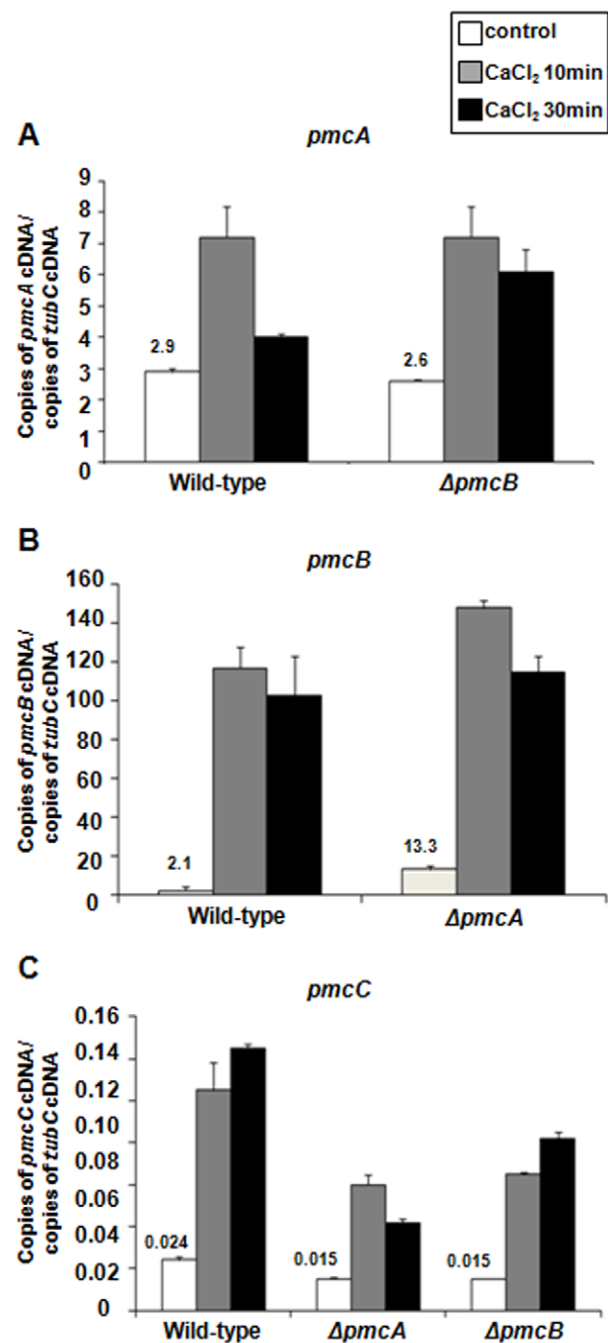 control
CaCl₂ 10min
CaCl₂ 30min
A
pmcA
Copies of pmcA cDNA/
copies of tubC cDNA
9
8
7
6
5
4
3
2
1
0
2.9
2.6
Wild-type
ΔpmcB
B
pmcB
Copies of pmcB cDNA/
copies of tubC cDNA
160
140
120
100
80
60
40
20
0
2.1
13.3
Wild-type
ΔpmcA
C
pmcC
Copies of pmcC cDNA/
copies of tubC cDNA
0.16
0.14
0.12
0.10
0.08
0.06
0.04
0.02
0
0.024
0.015
0.015
Wild-type
ΔpmcA
ΔpmcB